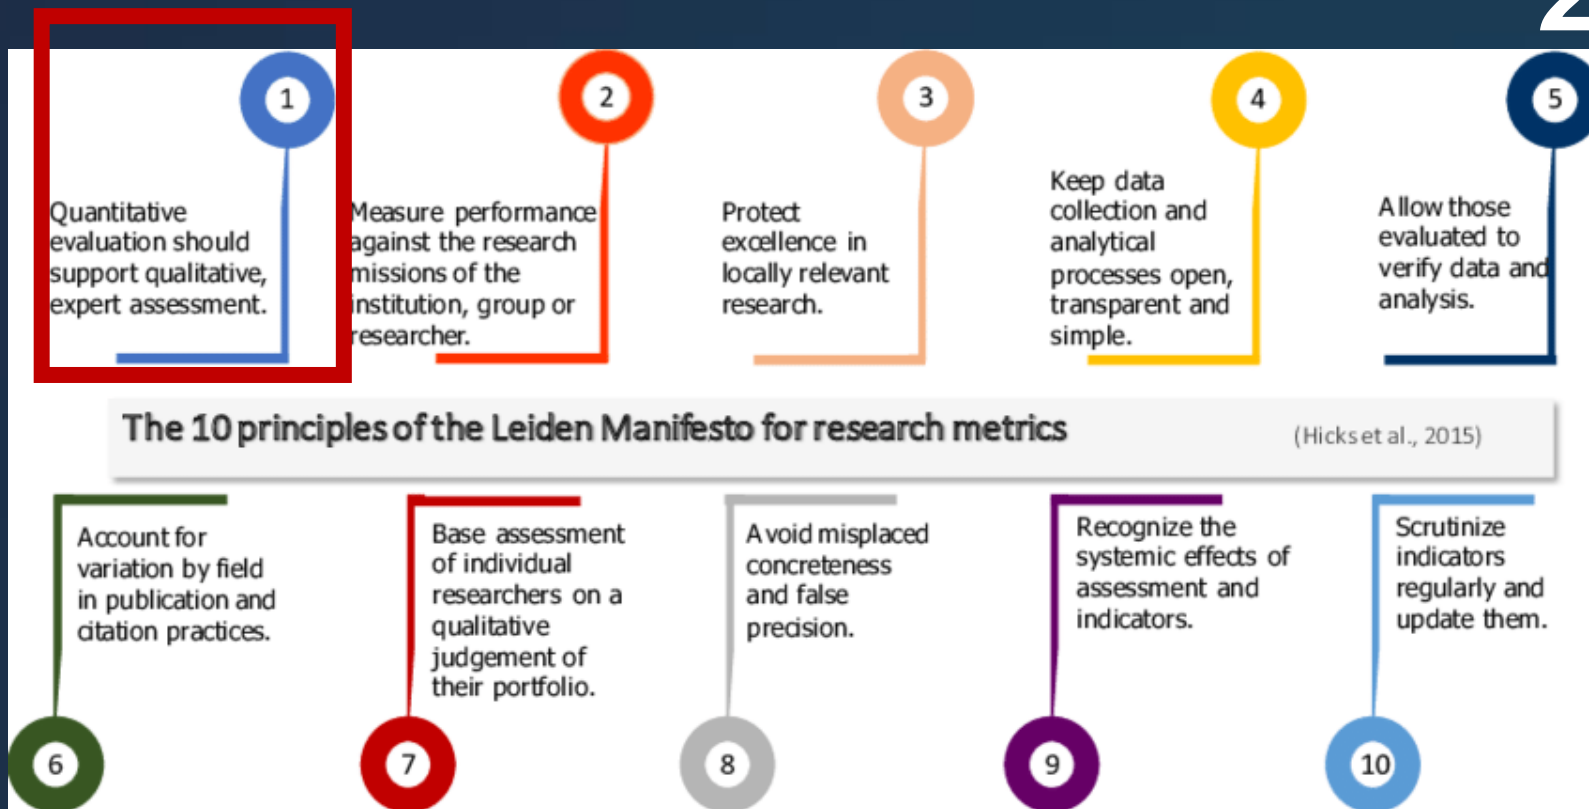 2
1
2
3
4
5
Quantitative
evaluation should
support qualitative,
expert assessment.
Measure performance
against the research
missions of the
institution, group or
researcher.
Protect
excellence in
locally relevant
research.
Keep data
collection and
analytical
processes open,
transparent and
simple.
Allow those
evaluated to
verify data and
analysis.
The 10 principles of the Leiden Manifesto for research metrics
(Hicks et al., 2015)
Account for
variation by field
in publication and
citation practices.
Base assessment
of individual
researchers on a
qualitative
judgement of
their portfolio.
Avoid misplaced
concreteness
and false
precision.
Recognize the
systemic effects of
assessment and
indicators.
Scrutinize
indicators
regularly and
update them.
6
7
8
9
10